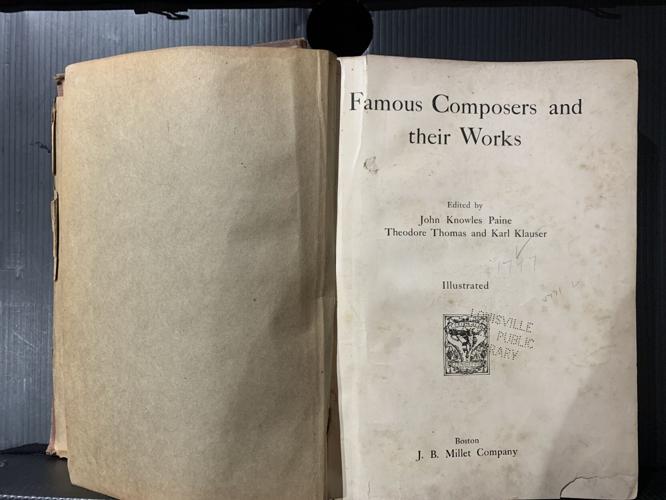 Famous Composers and
their Works
Edited by
John Knowles Paine
Theodore Thomas and Karl Klauser
Illustrated
LOUISVILLE
PUBLIC
RARY
Boston
J. B. Millet Company